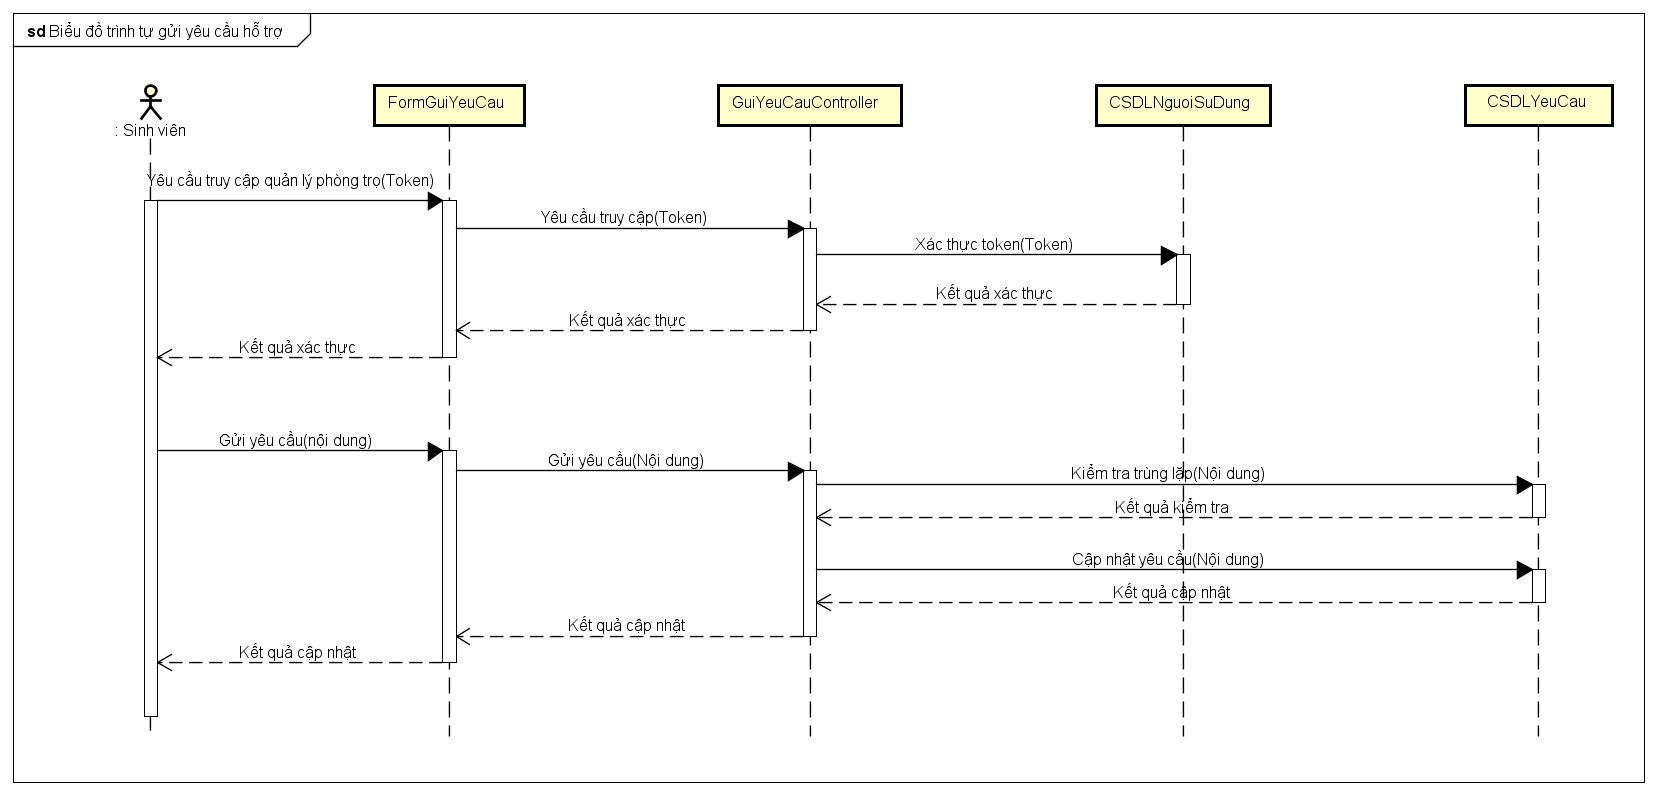 sd Biểu đồ trình tự gửi yêu cầu hỗ trợ
: Sinh viên
FormGuiYeuCau
GuiYeuCauController
CSDLNguoiSuDung
CSDLYeuCau
Yêu cầu truy cập quản lý phòng trọ(Token)
Yêu cầu truy cập(Token)
Xác thực token(Token)
Kết quả xác thực
Kết quả xác thực
Kết quả xác thực
Gửi yêu cầu(nội dung)
Gửi yêu cầu(Nội dung)
Kiểm tra trùng lặp(Nội dung)
Kết quả kiểm tra
Cập nhật yêu cầu(Nội dung)
Kết quả cập nhật
Kết quả cập nhật
Kết quả cập nhật